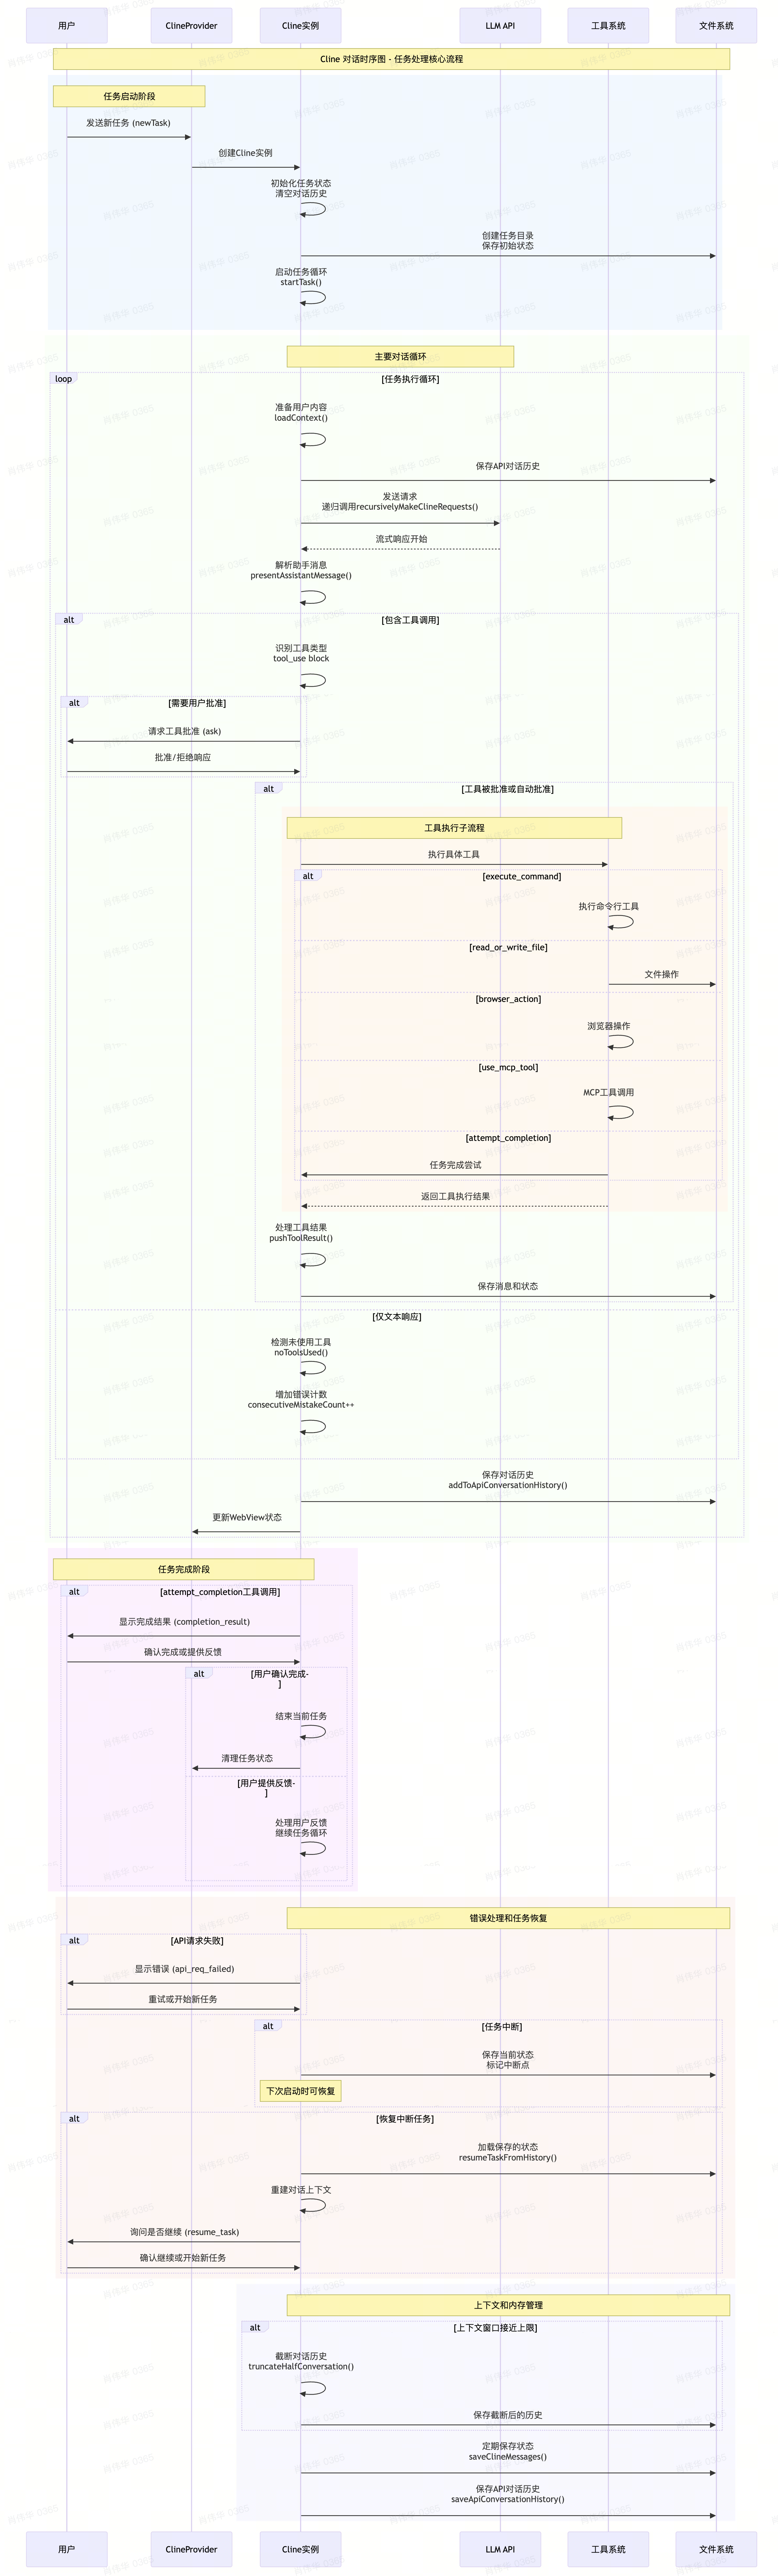 用户
ClineProvider
Cline实例
LLM API
工具系统
文件系统
Cline 对话时序图 - 任务处理核心流程
任务启动阶段
发送新任务 (newTask)
创建Cline实例
初始化任务状态
清空对话历史
创建任务目录
保存初始状态
启动任务循环
startTask()
主要对话循环
loop
[任务执行循环]
准备用户内容
loadContext()
保存API对话历史
发送请求
递归调用recursivelyMakeClineRequests()
流式响应开始
解析助手消息
presentAssistantMessage()
alt
[包含工具调用]
识别工具类型
tool_use block
alt
[需要用户批准]
请求工具批准 (ask)
批准/拒绝响应
alt
[工具被批准或自动批准]
工具执行子流程
执行具体工具
alt
[execute_command]
执行命令行工具
[read_or_write_file]
文件操作
[browser_action]
浏览器操作
[use_mcp_tool]
MCP工具调用
[attempt_completion]
任务完成尝试
返回工具执行结果
处理工具结果
pushToolResult()
保存消息和状态
[仅文本响应]
检测未使用工具
noToolsUsed()
增加错误计数
consecutiveMistakeCount++
保存对话历史
addToApiConversationHistory()
更新WebView状态
任务完成阶段
alt
[attempt_completion工具调用]
显示完成结果 (completion_result)
确认完成或提供反馈
alt
[用户确认完成-
]
结束当前任务
清理任务状态
[用户提供反馈-
]
处理用户反馈
继续任务循环
错误处理和任务恢复
alt
[API请求失败]
显示错误 (api_req_failed)
重试或开始新任务
alt
[任务中断]
保存当前状态
标记中断点
下次启动时可恢复
alt
[恢复中断任务]
加载保存的状态
resumeTaskFromHistory()
重建对话上下文
询问是否继续 (resume_task)
确认继续或开始新任务
上下文和内存管理
alt
[上下文窗口接近上限]
截断对话历史
truncateHalfConversation()
保存截断后的历史
定期保存状态
saveClineMessages()
保存API对话历史
saveApiConversationHistory()
用户
ClineProvider
Cline实例
LLM API
工具系统
文件系统